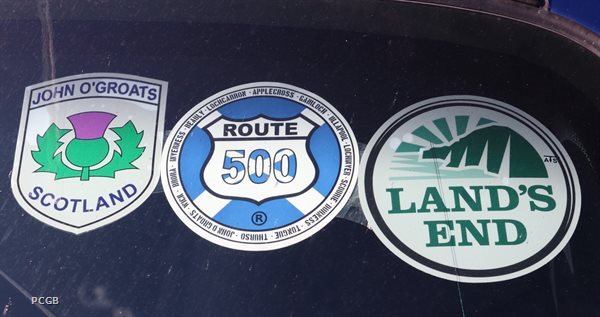 JOHN O'GROATS
SCOTLAND
INVERNESS · BEAULY · LOCHCARRON · APPLECROSS · GAIRLOCH · ULLAPOOL · LOCHINVER · SCOURIE · DURNESS · TONGUE · THURSO · JOHN O'GROATS · WICK · BRORA ·
ROUTE
500
®
LAND'S
END
PCGB